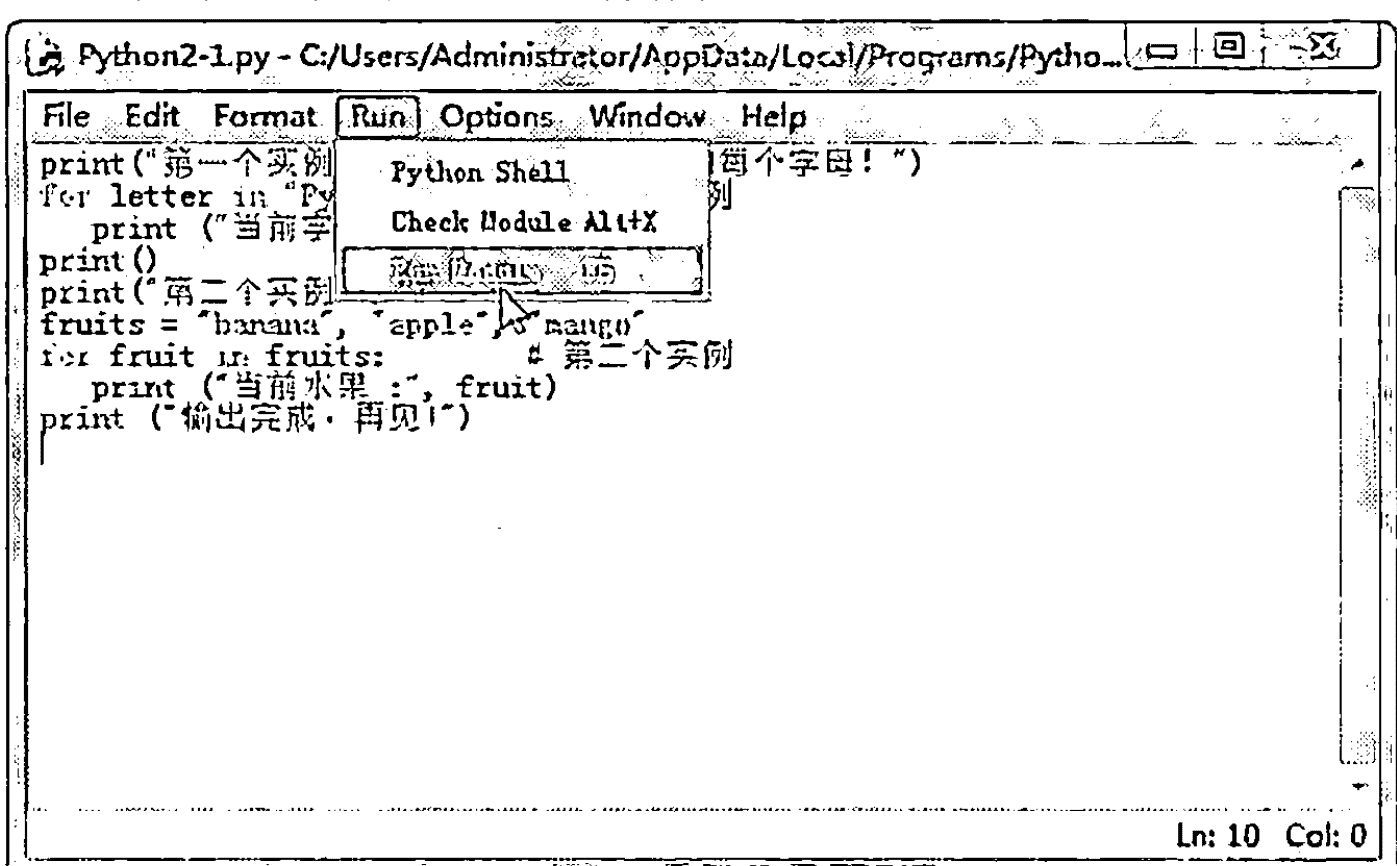 Python2-1.py - C:/Users/Administrator/AppData/Local/Programs/Pytho...
File Edit Format Run Options Window Help
print("第一个实例 每个字母! ")
for letter in "Py 例
print ("当前字
print()
print("第二个实例
fruits = "banana", "apple", "mango"
for fruit in fruits: # 第二个实例
print ("当前水果 :", fruit)
print ("输出完成,再见!")
Python Shell
Check Module Alt+X
Run
Ln: 10 Col: 0